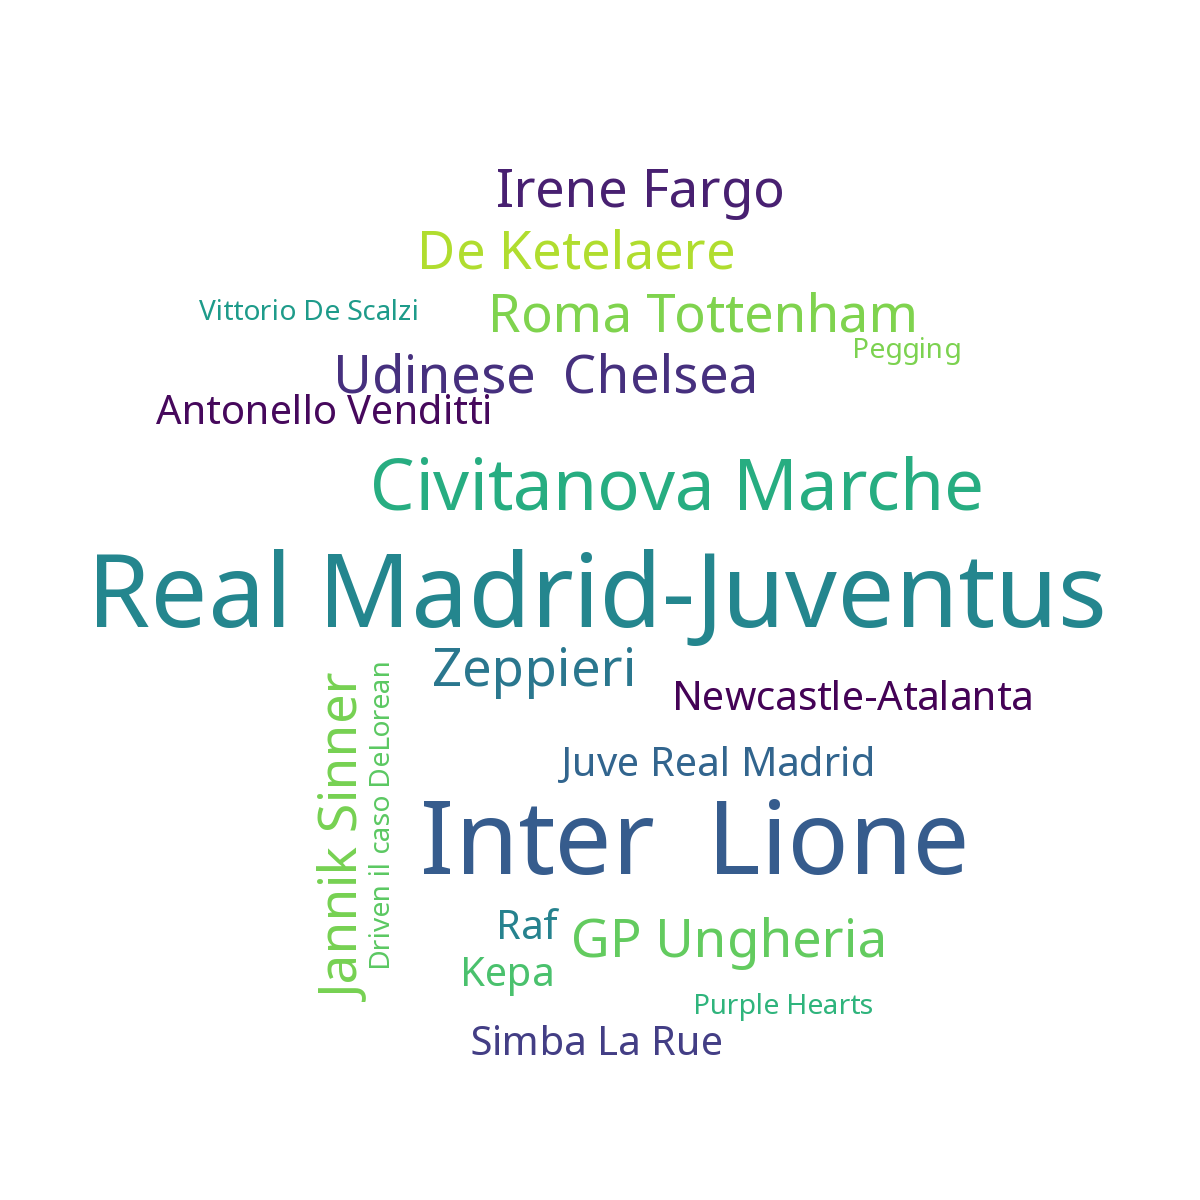 Irene Fargo
De Ketelaere
Vittorio De Scalzi
Roma Tottenham
Pegging
Udinese Chelsea
Antonello Venditti
Civitanova Marche
Real Madrid-Juventus
Zeppieri
Newcastle-Atalanta
Jannik Sinner
Driven il caso DeLorean
Juve Real Madrid
Inter Lione
Raf
GP Ungheria
Kepa
Purple Hearts
Simba La Rue